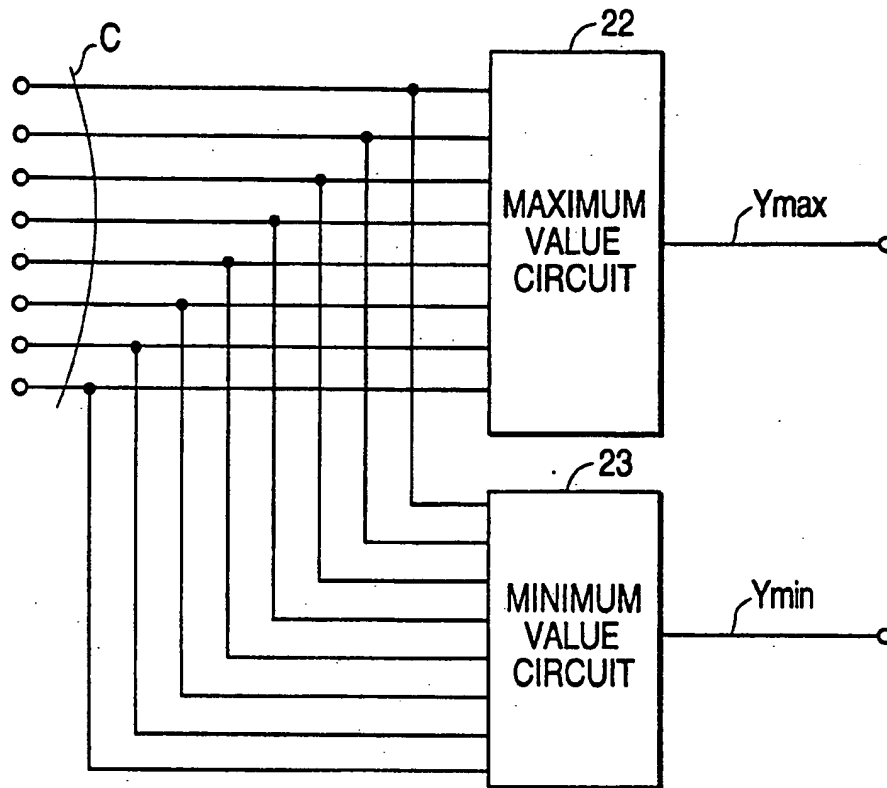 C
22
MAXIMUM
VALUE
CIRCUIT
Ymax
23
MINIMUM
VALUE
CIRCUIT
Ymin